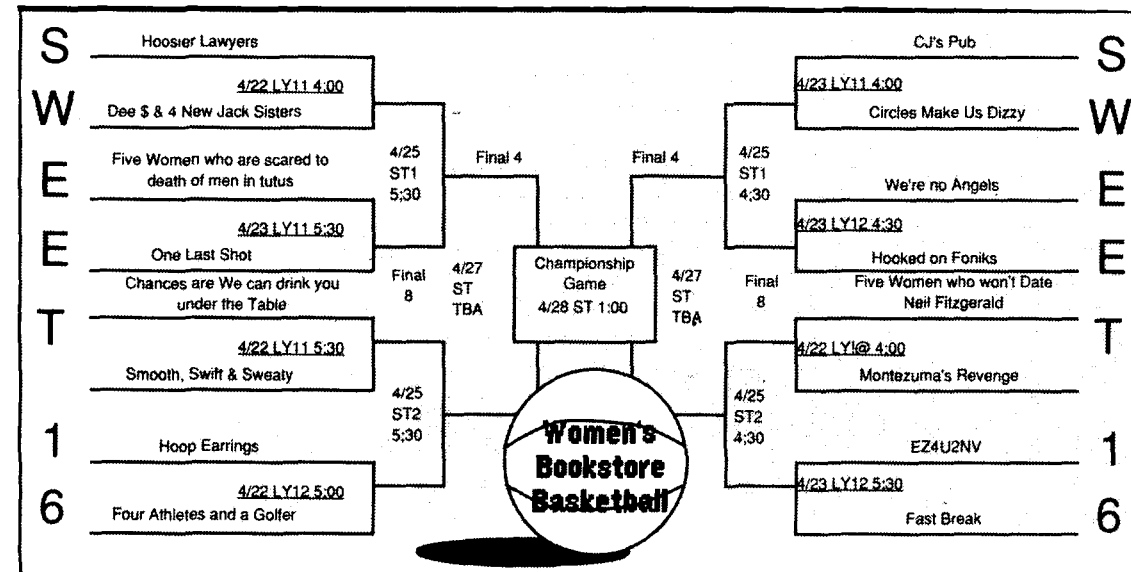 SWEET 16
Hoosier Lawyers
4/22 LY11 4:00
Dee $ & 4 New Jack Sisters
Five Women who are scared to
death of men in tutus
4/23 LY11 5:30
One Last Shot
Chances are We can drink you
under the Table
4/22 LY11 5:30
Smooth, Swift & Sweaty
Hoop Earrings
4/22 LY12 5:00
Four Athletes and a Golfer
4/25
ST1
5;30
Final
8
4/25
ST2
5;30
Final 4
4/27
ST
TBA
Championship
Game
4/28 ST 1:00
Women's
Bookstore
Basketball
Final 4
4/27
ST
TBA
4/25
ST1
4;30
Final
8
4/25
ST2
4;30
CJ's Pub
4/23 LY11 4:00
Circles Make Us Dizzy
We're no Angels
4/23 LY12 4:30
Hooked on Foniks
Five Women who won't Date
Neil Fitzgerald
4/22 LY!@ 4:00
Montezuma's Revenge
EZ4U2NV
4/23 LY12 5:30
Fast Break
SWEET 16